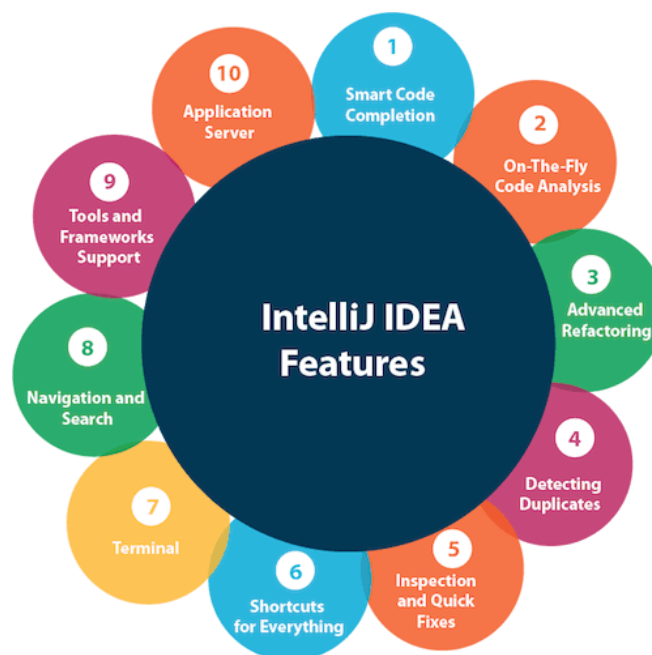 IntelliJ IDEA
Features
1
Smart Code
Completion
2
On-The-Fly
Code Analysis
3
Advanced
Refactoring
4
Detecting
Duplicates
5
Inspection
and Quick
Fixes
6
Shortcuts
for Everything
7
Terminal
8
Navigation and
Search
9
Tools and
Frameworks
Support
10
Application
Server